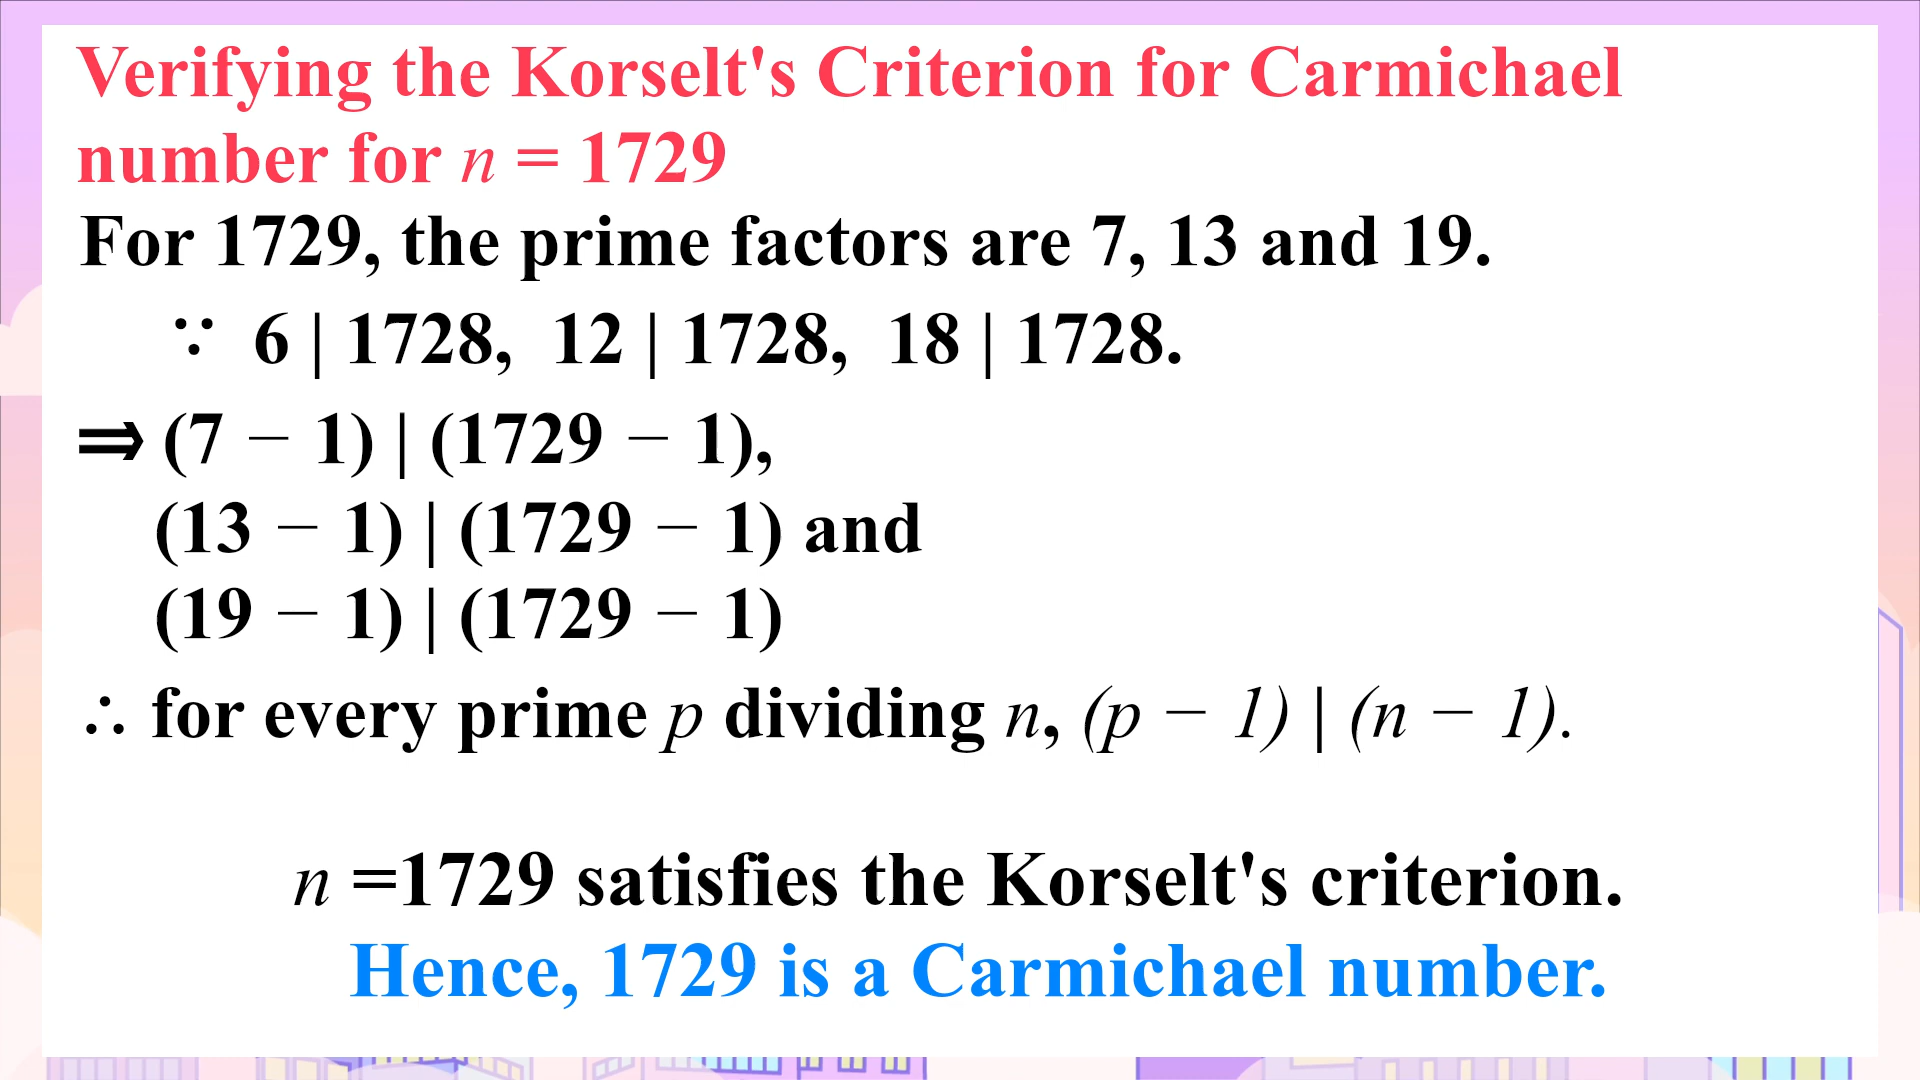 Verifying the Korselt's Criterion for Carmichael
number for n = 1729
For 1729, the prime factors are 7, 13 and 19.
∵ 6 | 1728, 12 | 1728, 18 | 1728.
⇒ (7 − 1) | (1729 − 1),
(13 − 1) | (1729 − 1) and
(19 − 1) | (1729 − 1)
∴ for every prime p dividing n, (p − 1) | (n − 1).
n =1729 satisfies the Korselt's criterion.
Hence, 1729 is a Carmichael number.